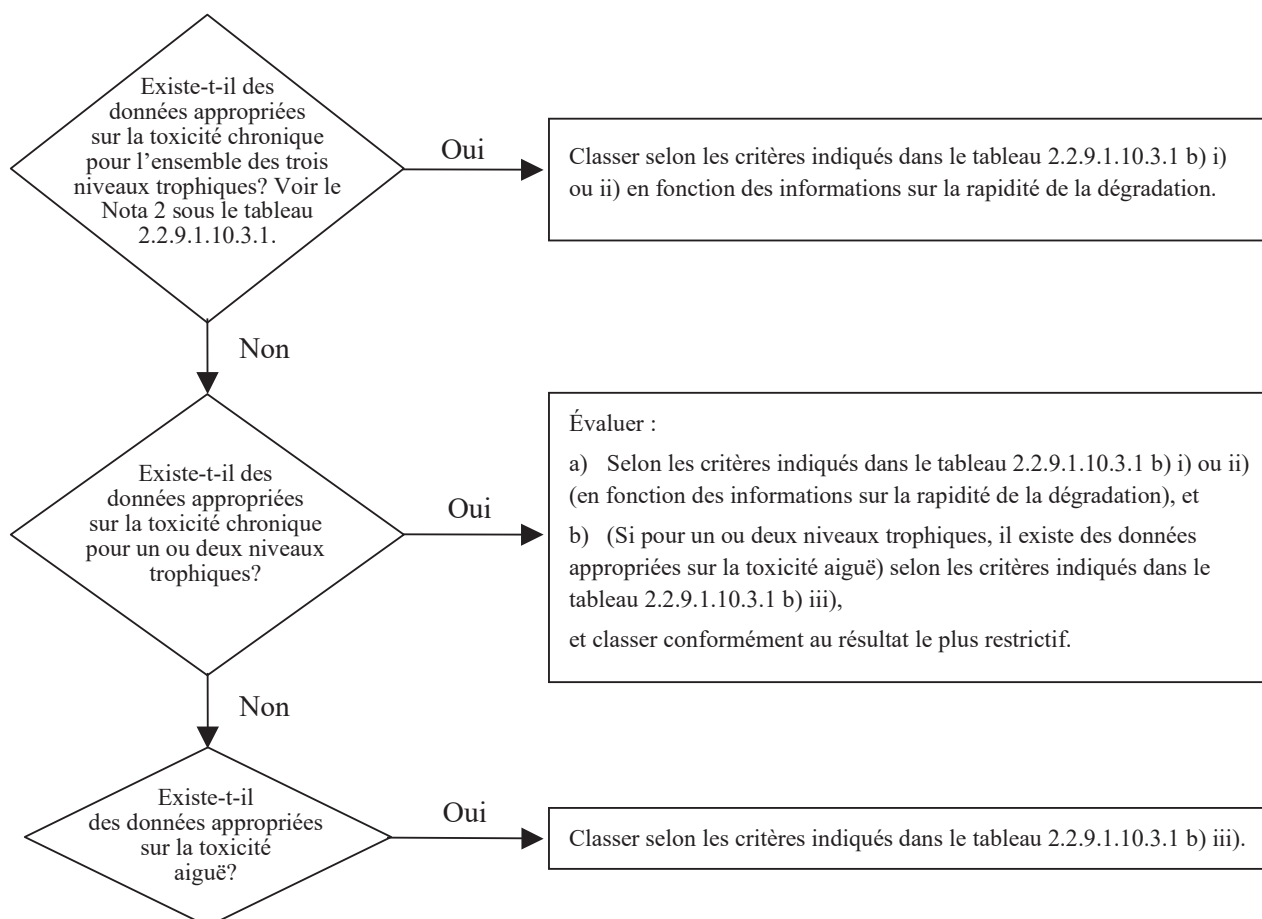 Existe-t-il des
données appropriées
sur la toxicité chronique
pour l’ensemble des trois
niveaux trophiques? Voir le
Nota 2 sous le tableau
2.2.9.1.10.3.1.
Oui
Classer selon les critères indiqués dans le tableau 2.2.9.1.10.3.1 b) i)
ou ii) en fonction des informations sur la rapidité de la dégradation.
Non
Existe-t-il des
données appropriées
sur la toxicité chronique
pour un ou deux niveaux
trophiques?
Oui
Évaluer :
a) Selon les critères indiqués dans le tableau 2.2.9.1.10.3.1 b) i) ou ii)
(en fonction des informations sur la rapidité de la dégradation), et
b) (Si pour un ou deux niveaux trophiques, il existe des données
appropriées sur la toxicité aiguë) selon les critères indiqués dans le
tableau 2.2.9.1.10.3.1 b) iii),
et classer conformément au résultat le plus restrictif.
Non
Existe-t-il
des données appropriées
sur la toxicité
aiguë?
Oui
Classer selon les critères indiqués dans le tableau 2.2.9.1.10.3.1 b) iii).